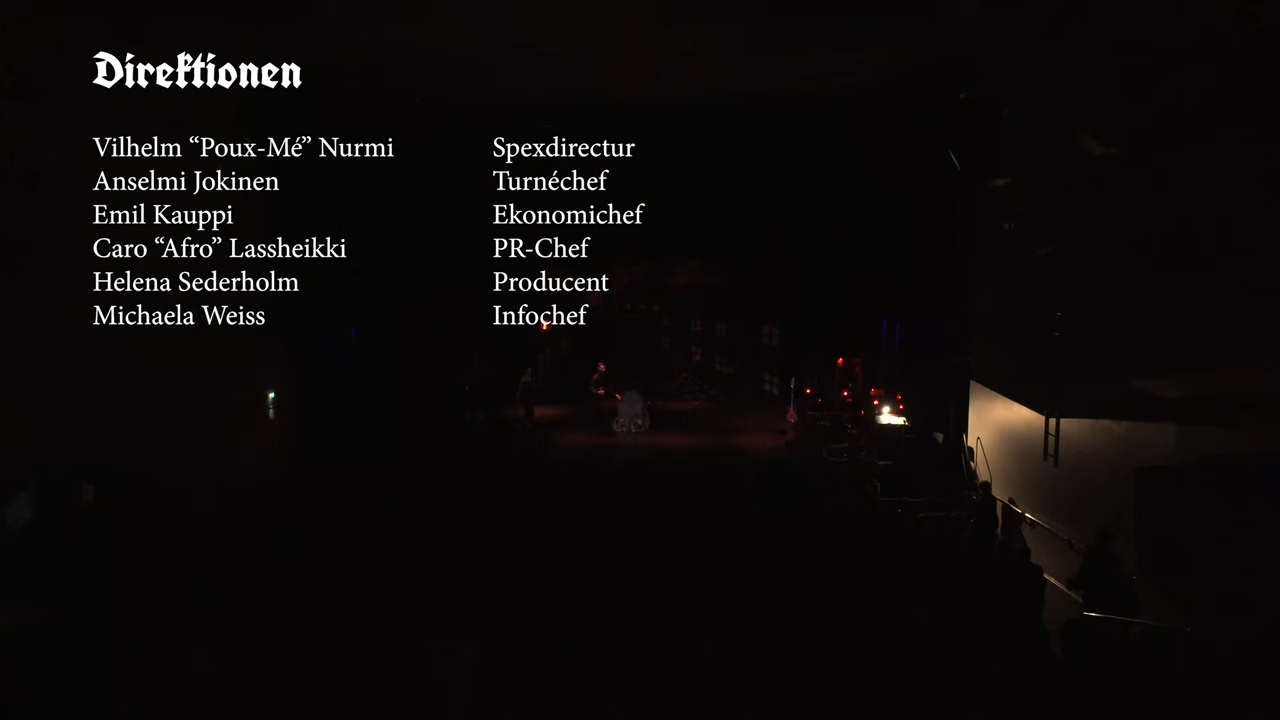 Direktionen
Vilhelm “Poux-Mé” Nurmi Spexdirectur
Anselmi Jokinen Turnéchef
Emil Kauppi Ekonomichef
Caro “Afro” Lassheikki PR-Chef
Helena Sederholm Producent
Michaela Weiss Infochef